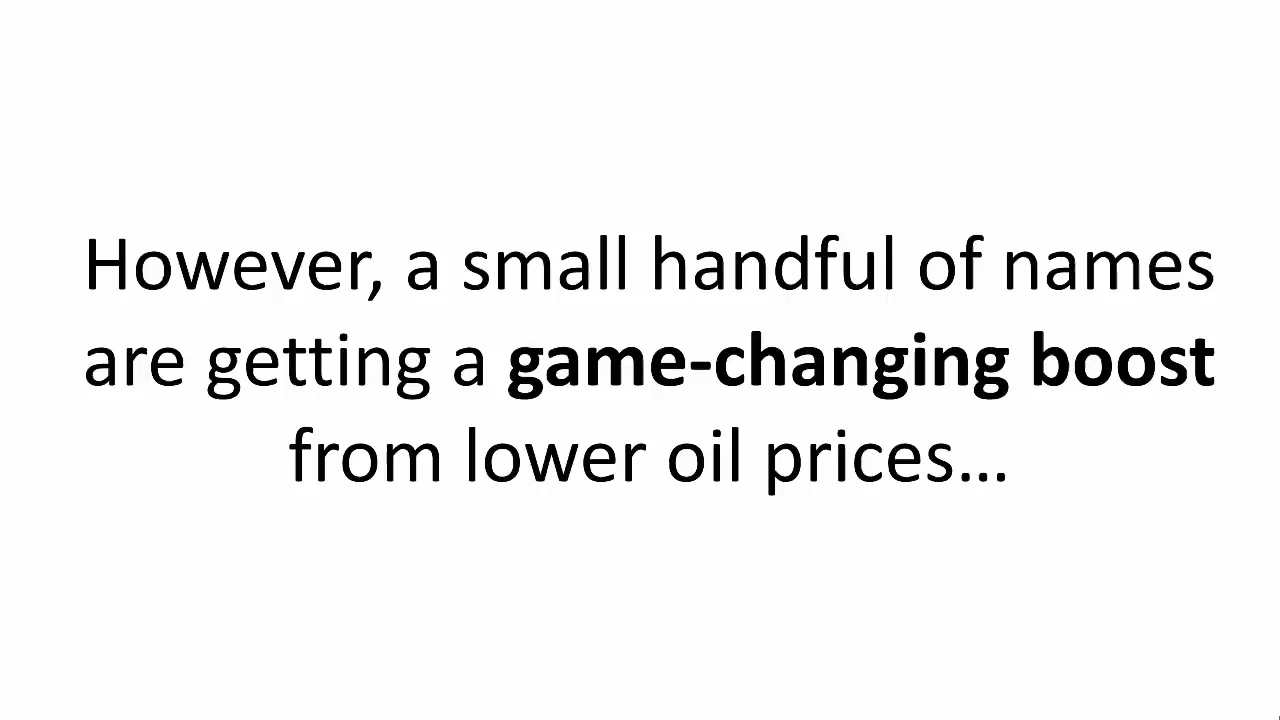 However, a small handful of names
are getting a game-changing boost
from lower oil prices…